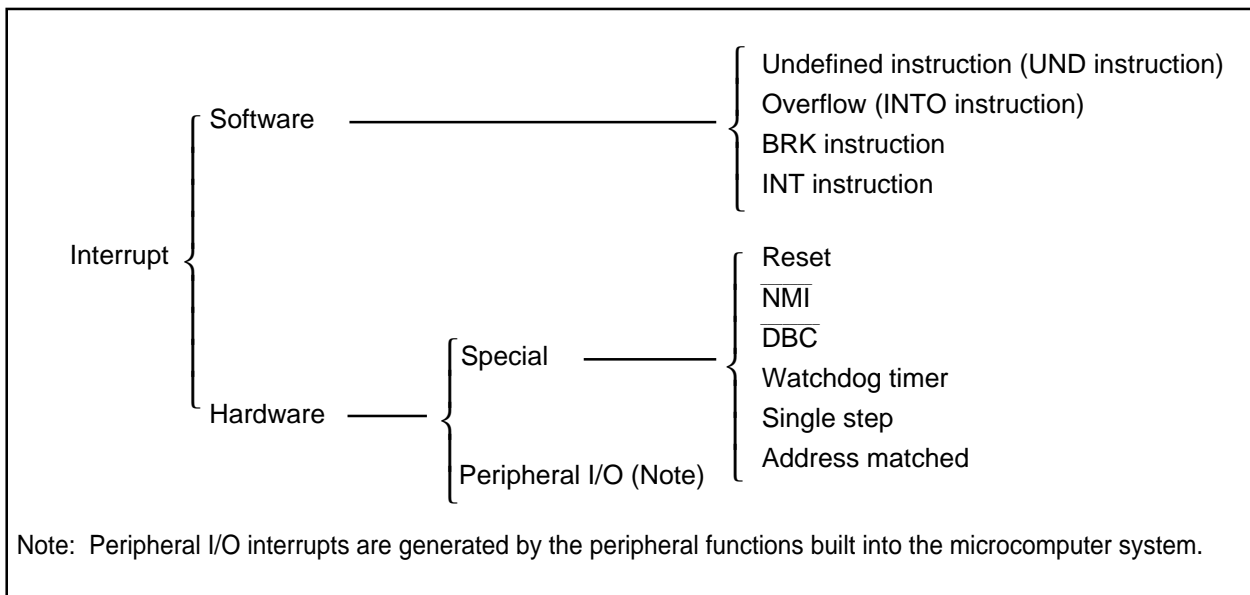 Interrupt
Software
Undefined instruction (UND instruction)
Overflow (INTO instruction)
BRK instruction
INT instruction
Hardware
Special
Reset
N̅M̅I̅
D̅B̅C̅
Watchdog timer
Single step
Address matched
Peripheral I/O (Note)
Note: Peripheral I/O interrupts are generated by the peripheral functions built into the microcomputer system.